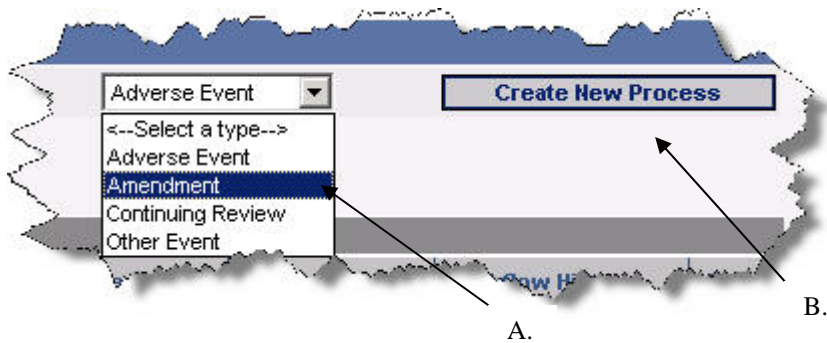 Adverse Event Create New Process
<--Select a type-->
Adverse Event
Amendment
Continuing Review
Other Event
B.
A.